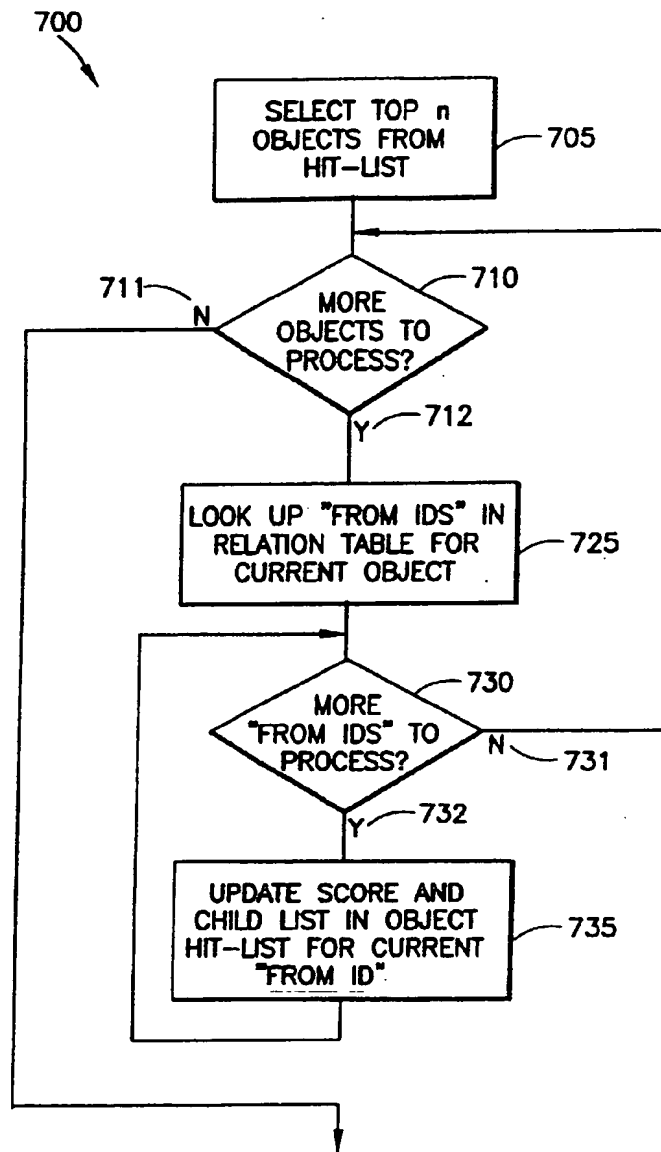 700
SELECT TOP n
OBJECTS FROM
HIT-LIST
705
711
N
710
MORE
OBJECTS TO
PROCESS?
Y
712
LOOK UP "FROM IDS" IN
RELATION TABLE FOR
CURRENT OBJECT
725
730
MORE
"FROM IDS" TO
PROCESS?
N
731
Y
732
UPDATE SCORE AND
CHILD LIST IN OBJECT
HIT-LIST FOR CURRENT
"FROM ID"
735